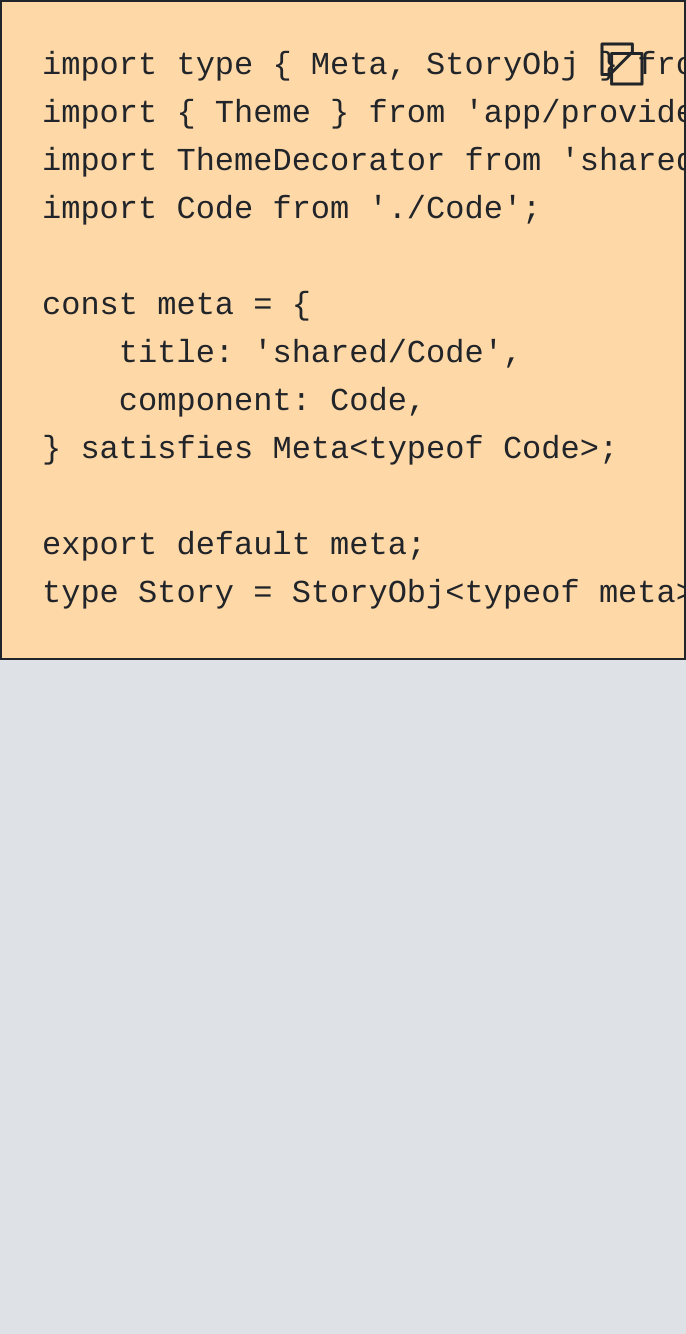 import type { Meta, StoryObj } fro
import { Theme } from 'app/provide
import ThemeDecorator from 'shared
import Code from './Code';
const meta = {
    title: 'shared/Code',
    component: Code,
} satisfies Meta<typeof Code>;
export default meta;
type Story = StoryObj<typeof meta>